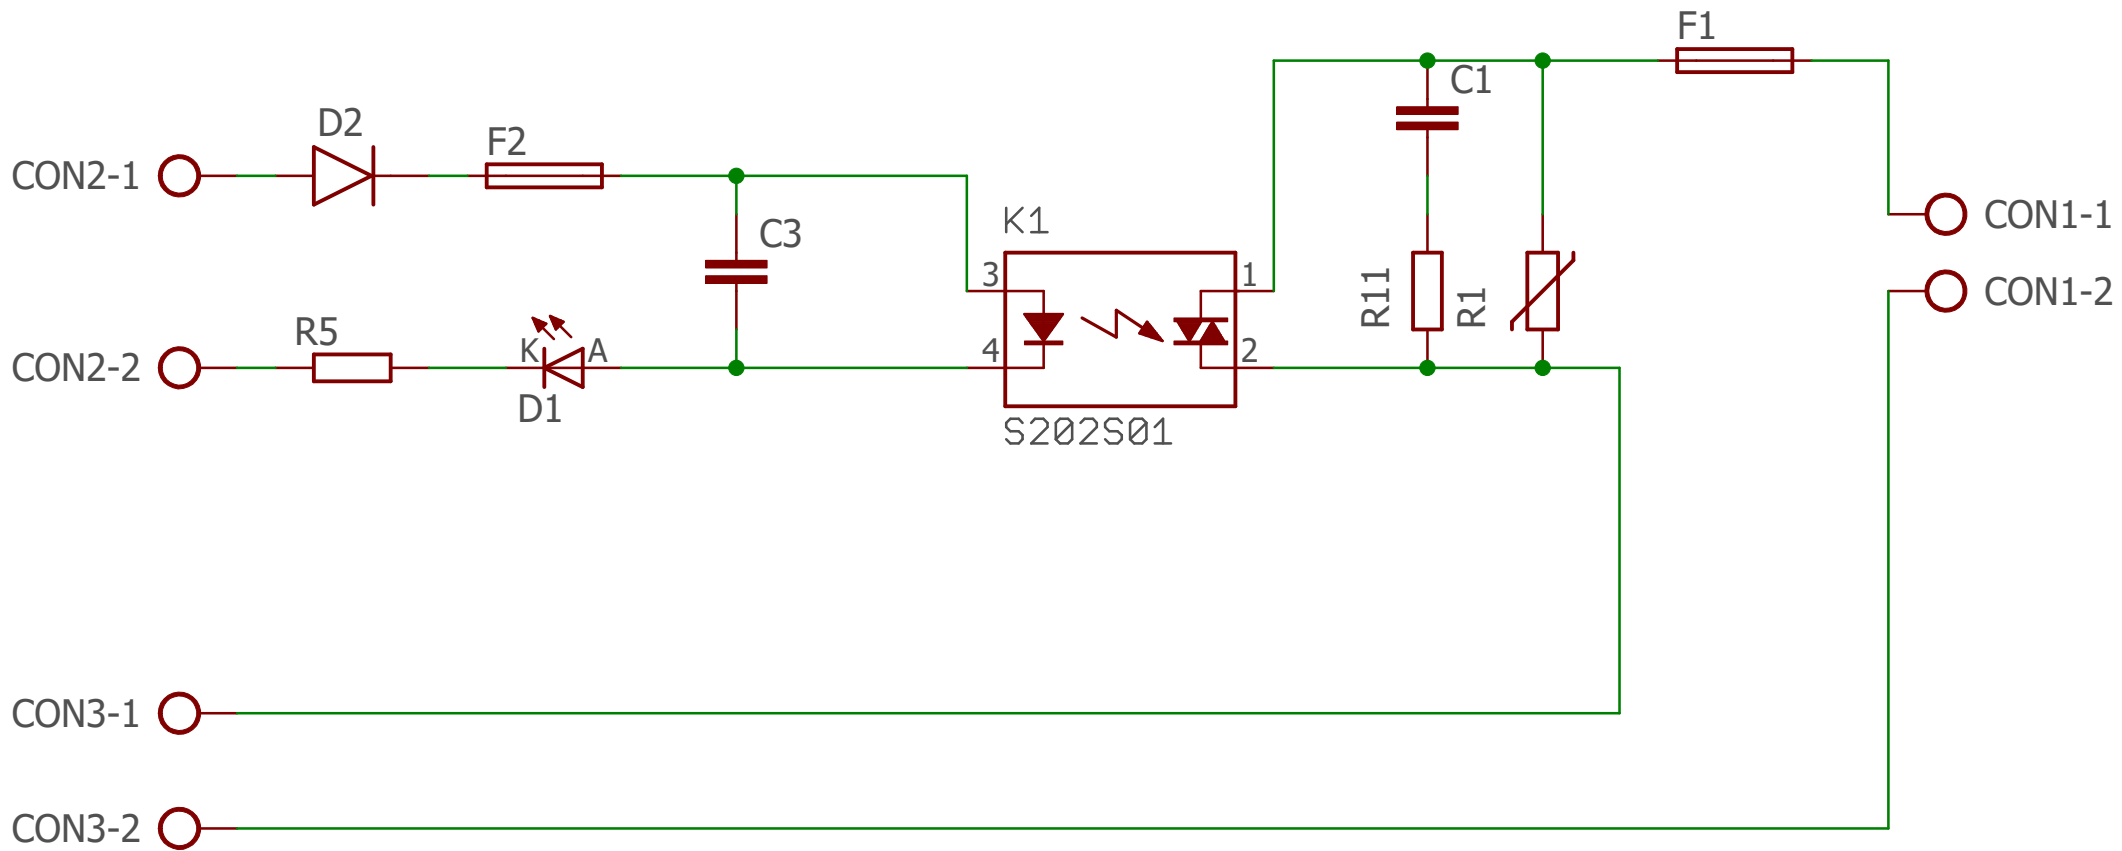 F1
C1
D2
F2
CON2-1
K1
C3
CON1-1
3
1
R11
R1
CON1-2
R5
K
A
4
2
CON2-2
D1
S202S01
CON3-1
CON3-2